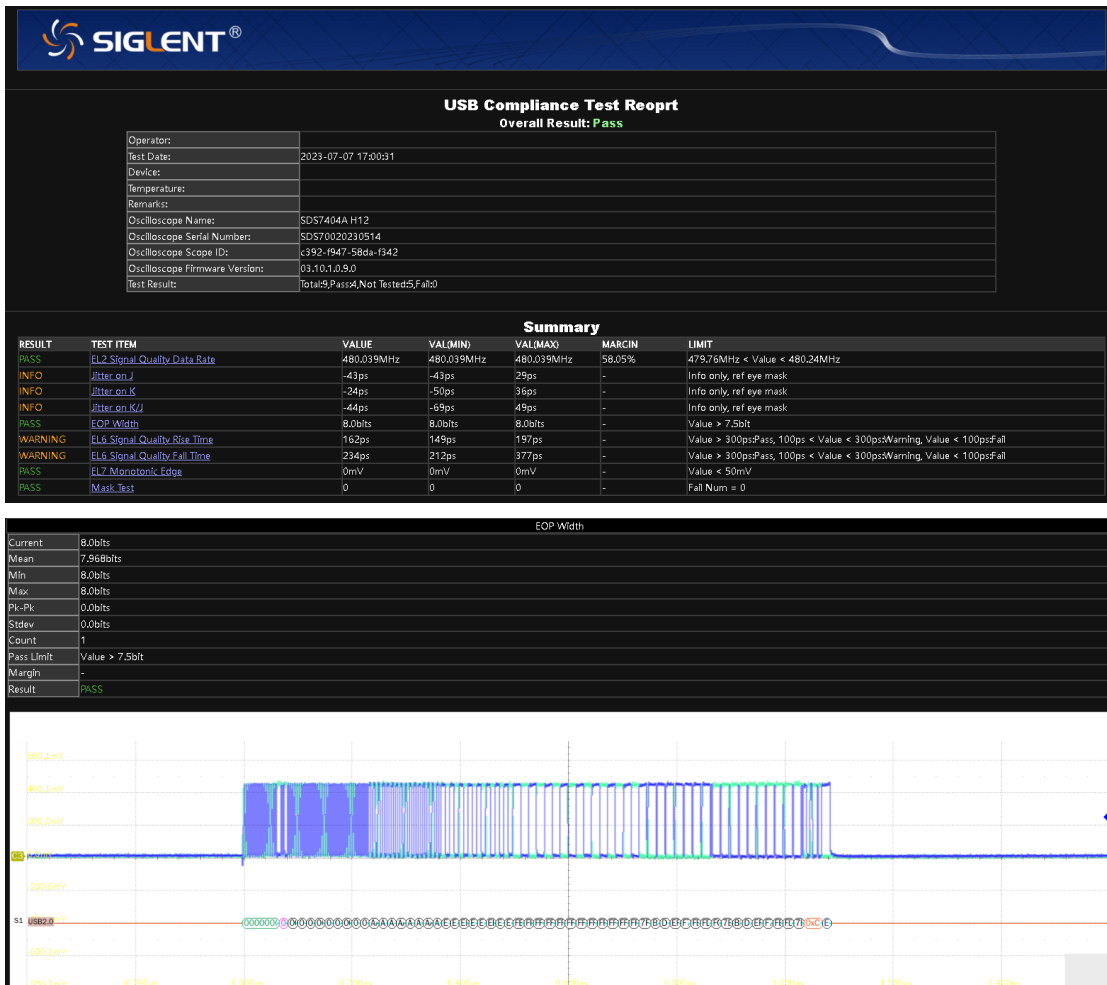 SIGLENT®
USB Compliance Test Reoprt
Overall Result: Pass
Operator:
Test Date: 2023-07-07 17:00:31
Device:
Temperature:
Remarks:
Oscilloscope Name: SDS7404A H12
Oscilloscope Serial Number: SDS70020230514
Oscilloscope Scope ID: c392-f947-58da-f342
Oscilloscope Firmware Version: 03.10.1.0.9.0
Test Result: Total:9,Pass:4,Not Tested:5,Fail:0
Summary
RESULT TEST ITEM VALUE VAL(MIN) VAL(MAX) MARGIN LIMIT
PASS EL2 Signal Quality Data Rate 480.039MHz 480.039MHz 480.039MHz 58.05% 479.76MHz < Value < 480.24MHz
INFO Jitter on J -43ps -43ps 29ps - Info only, ref eye mask
INFO Jitter on K -24ps -50ps 36ps - Info only, ref eye mask
INFO Jitter on K/J -44ps -69ps 49ps - Info only, ref eye mask
PASS EOP Width 8.0bits 8.0bits 8.0bits - Value > 7.5bit
WARNING EL6 Signal Quality Rise Time 162ps 149ps 197ps - Value > 300ps:Pass, 100ps < Value < 300ps:Warning, Value < 100ps:Fail
WARNING EL6 Signal Quality Fall Time 234ps 212ps 377ps - Value > 300ps:Pass, 100ps < Value < 300ps:Warning, Value < 100ps:Fail
PASS EL7 Monotonic Edge 0mV 0mV 0mV - Value < 50mV
PASS Mask Test 0 0 0 - Fail Num = 0
EOP Width
Current 8.0bits
Mean 7.968bits
Min 8.0bits
Max 8.0bits
Pk-Pk 0.0bits
Stdev 0.0bits
Count 1
Pass Limit Value > 7.5bit
Margin -
Result PASS
S1 USB2.0